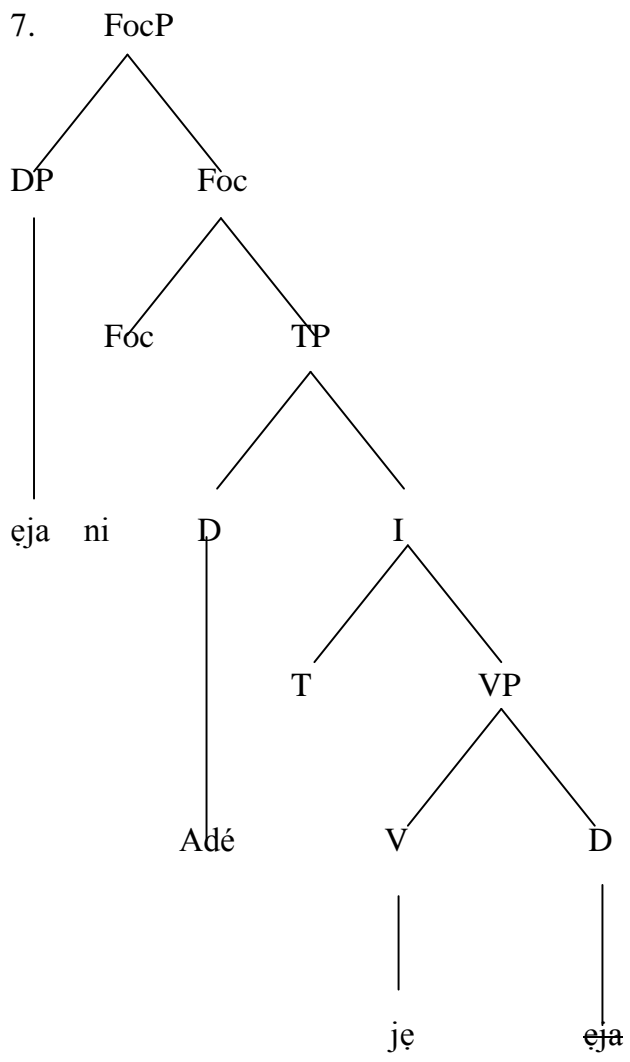 7. FocP
DP Foc
Foc TP
ẹja ni D I
T VP
Adé V D
jẹ ẹja